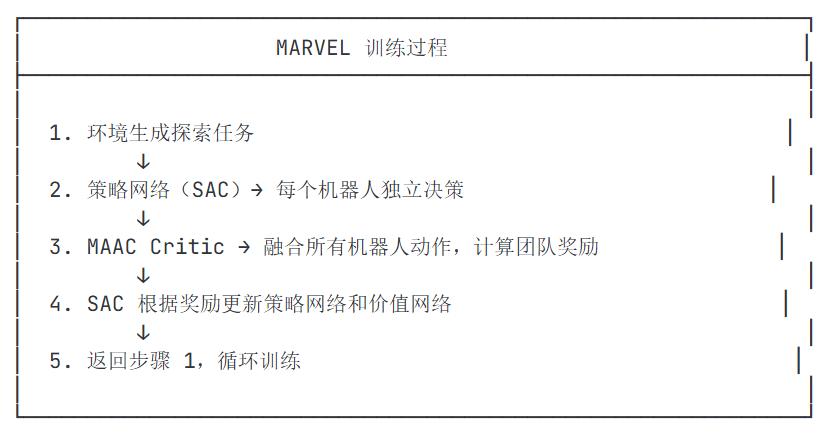 MARVEL 训练过程
1. 环境生成探索任务
↓
2. 策略网络（SAC）→ 每个机器人独立决策
↓
3. MAAC Critic → 融合所有机器人动作，计算团队奖励
↓
4. SAC 根据奖励更新策略网络和价值网络
↓
5. 返回步骤 1，循环训练